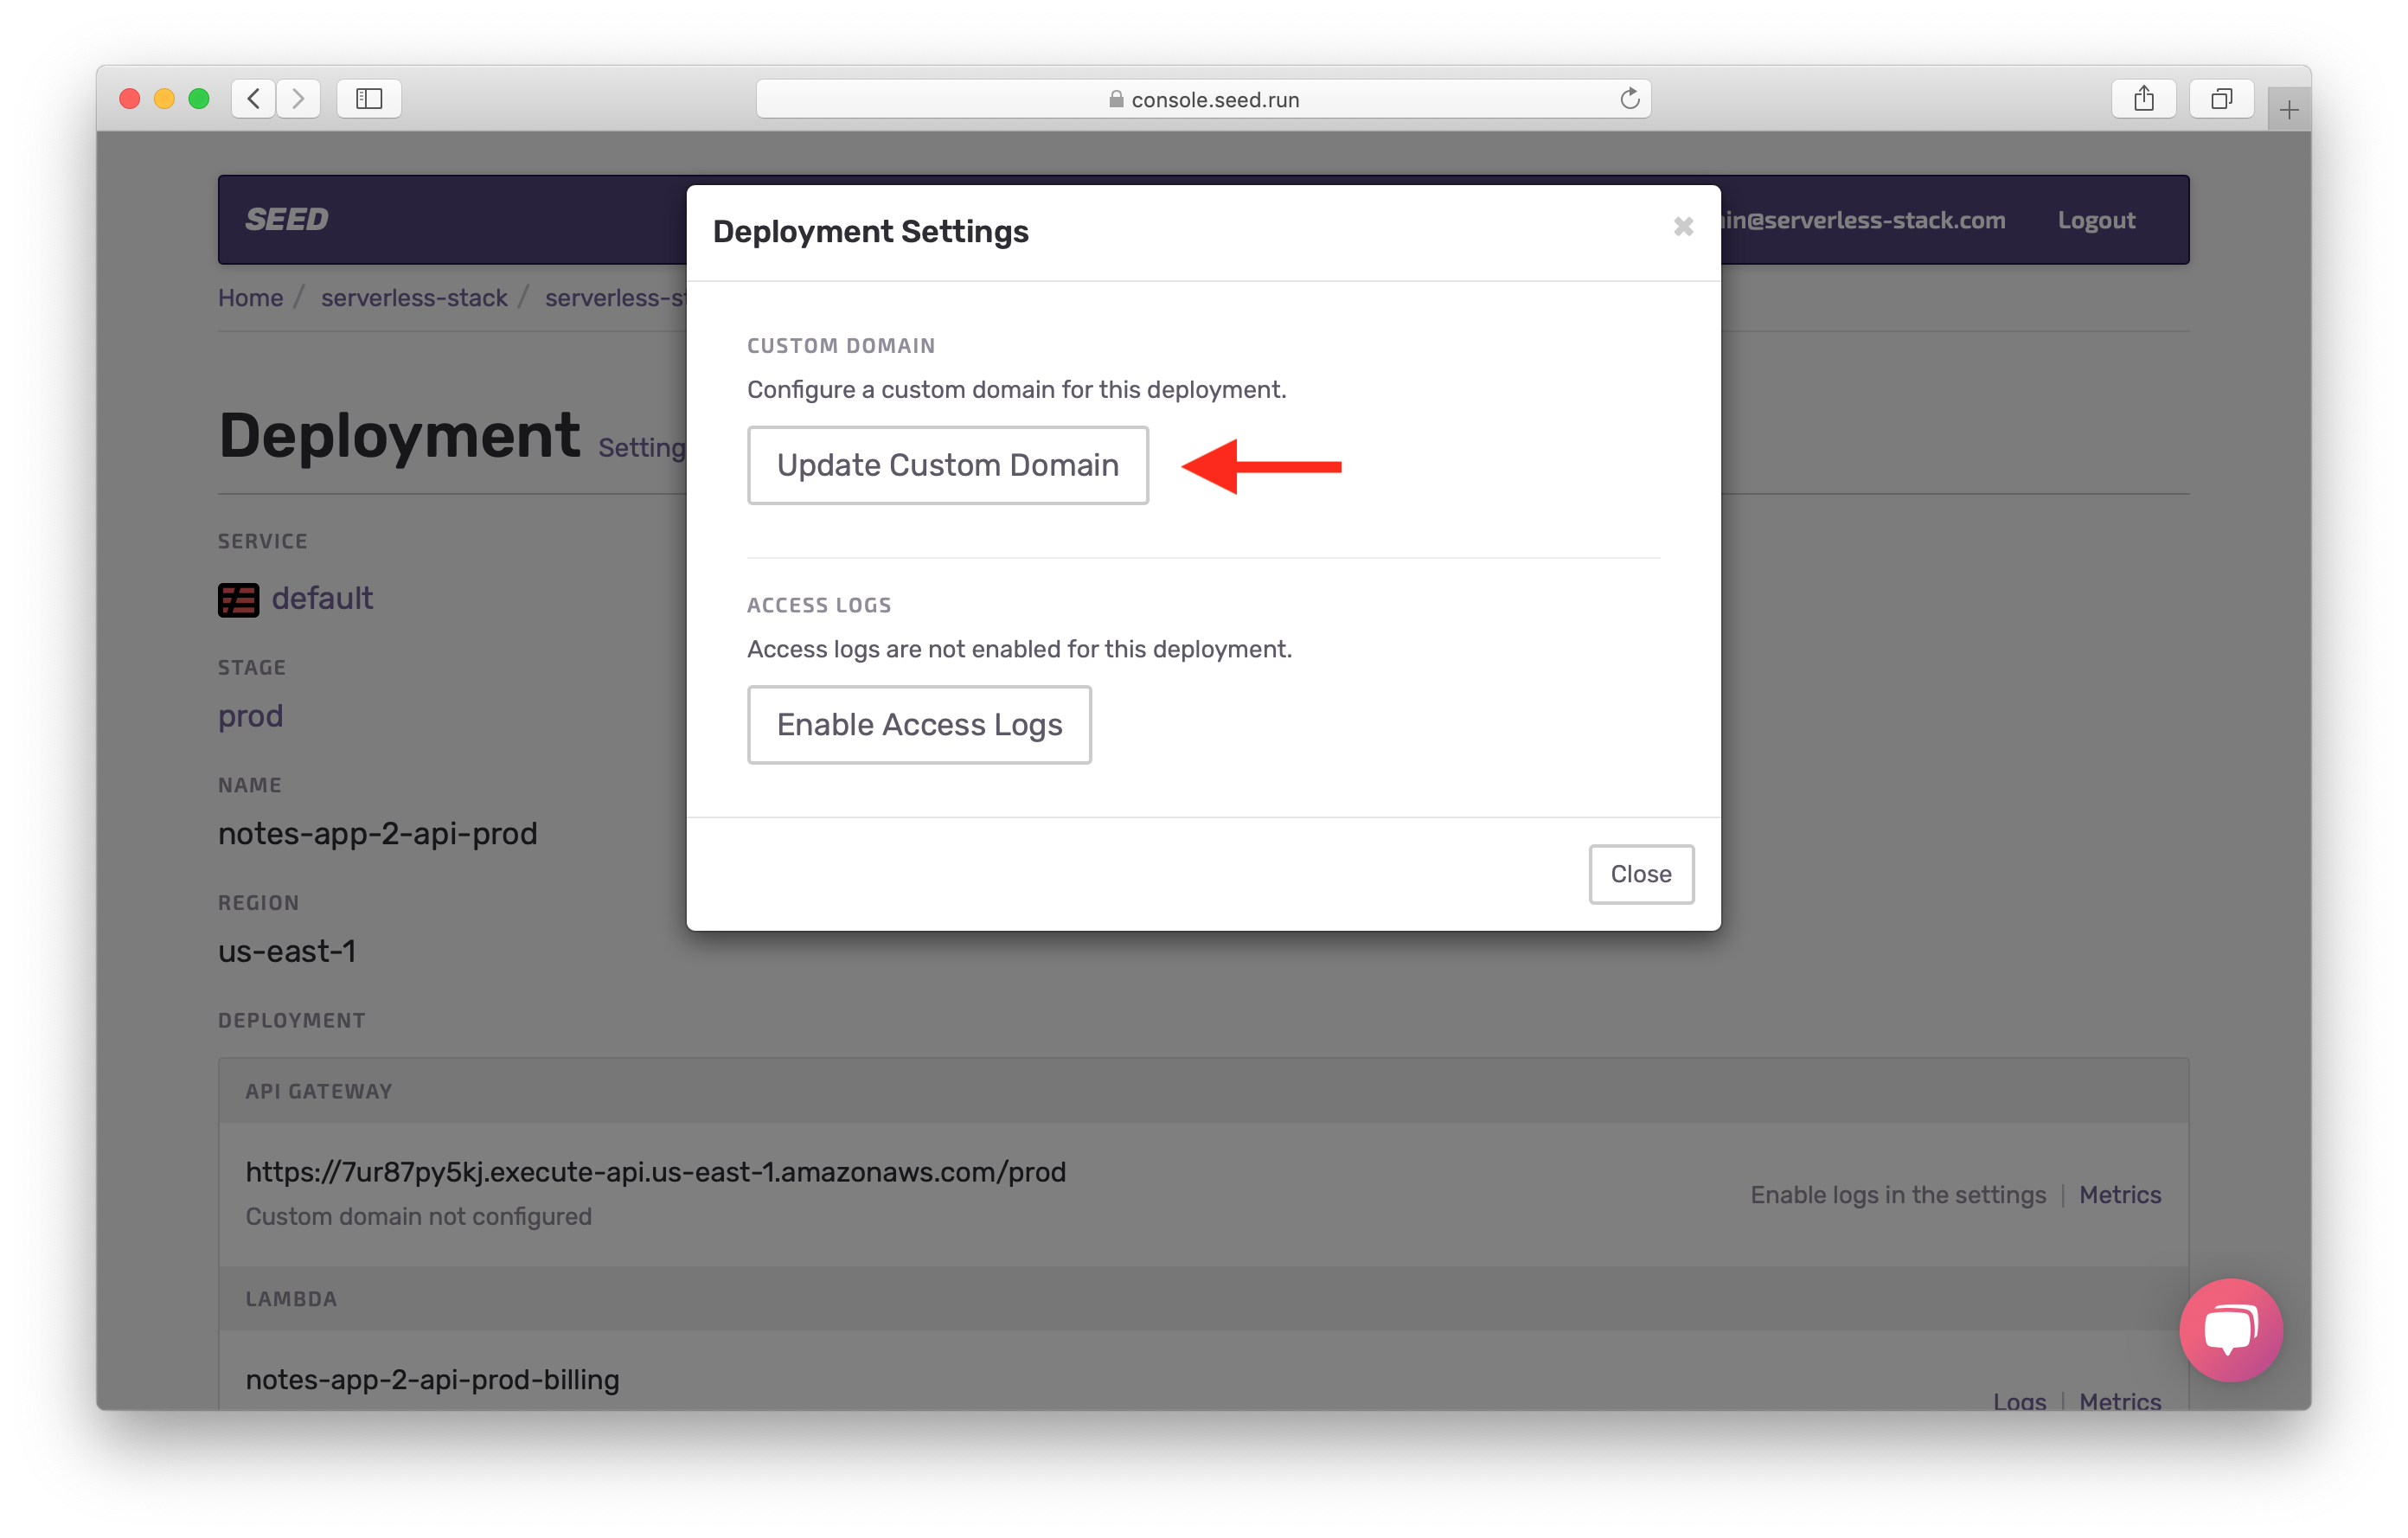 console.seed.run
SEED
in@serverless-stack.com
Logout
Home / serverless-stack /
Deployment Settings
CUSTOM DOMAIN
Configure a custom domain for this deployment.
Update Custom Domain
ACCESS LOGS
Access logs are not enabled for this deployment.
Enable Access Logs
Close
Deployment
SERVICE
default
STAGE
prod
NAME
notes-app-2-api-prod
REGION
us-east-1
DEPLOYMENT
API GATEWAY
https://7ur87py5kj.execute-api.us-east-1.amazonaws.com/prod
Custom domain not configured
Enable logs in the settings | Metrics
LAMBDA
notes-app-2-api-prod-billing
Logs | Metrics